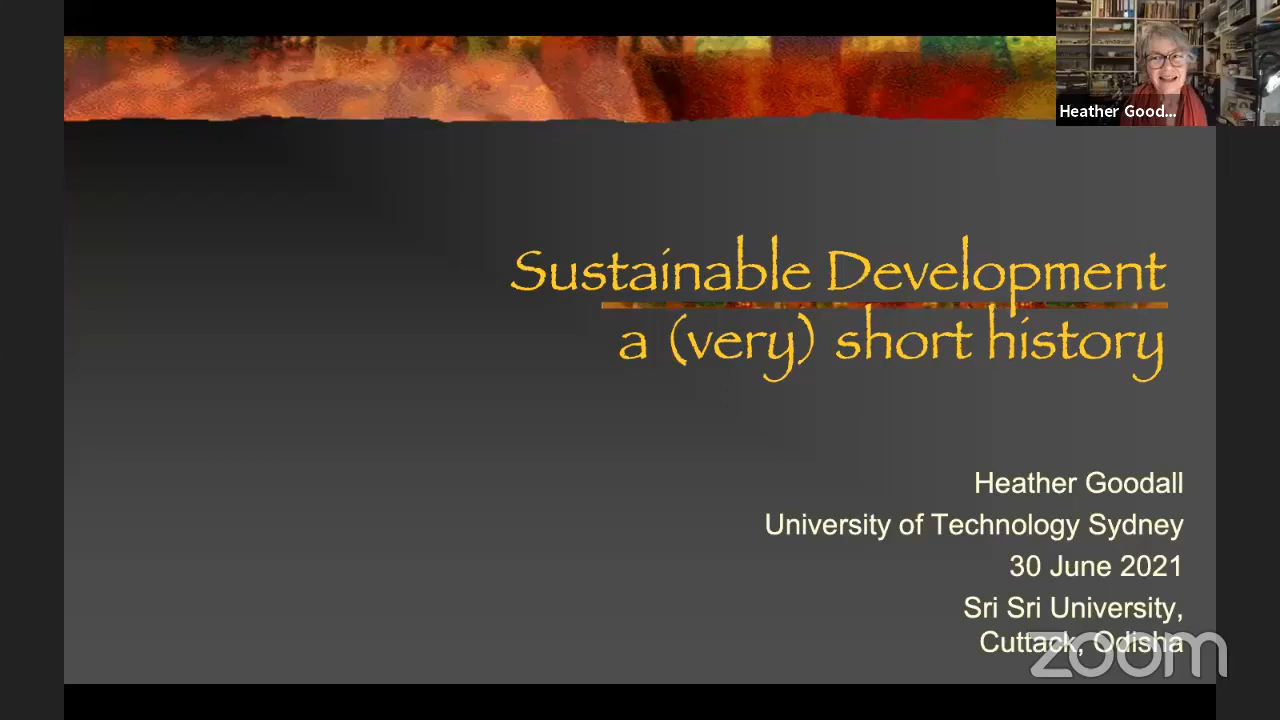 Heather Good...
Sustainable Development
a (very) short history
Heather Goodall
University of Technology Sydney
30 June 2021
Sri Sri University,
Cuttack, Odisha
zoom